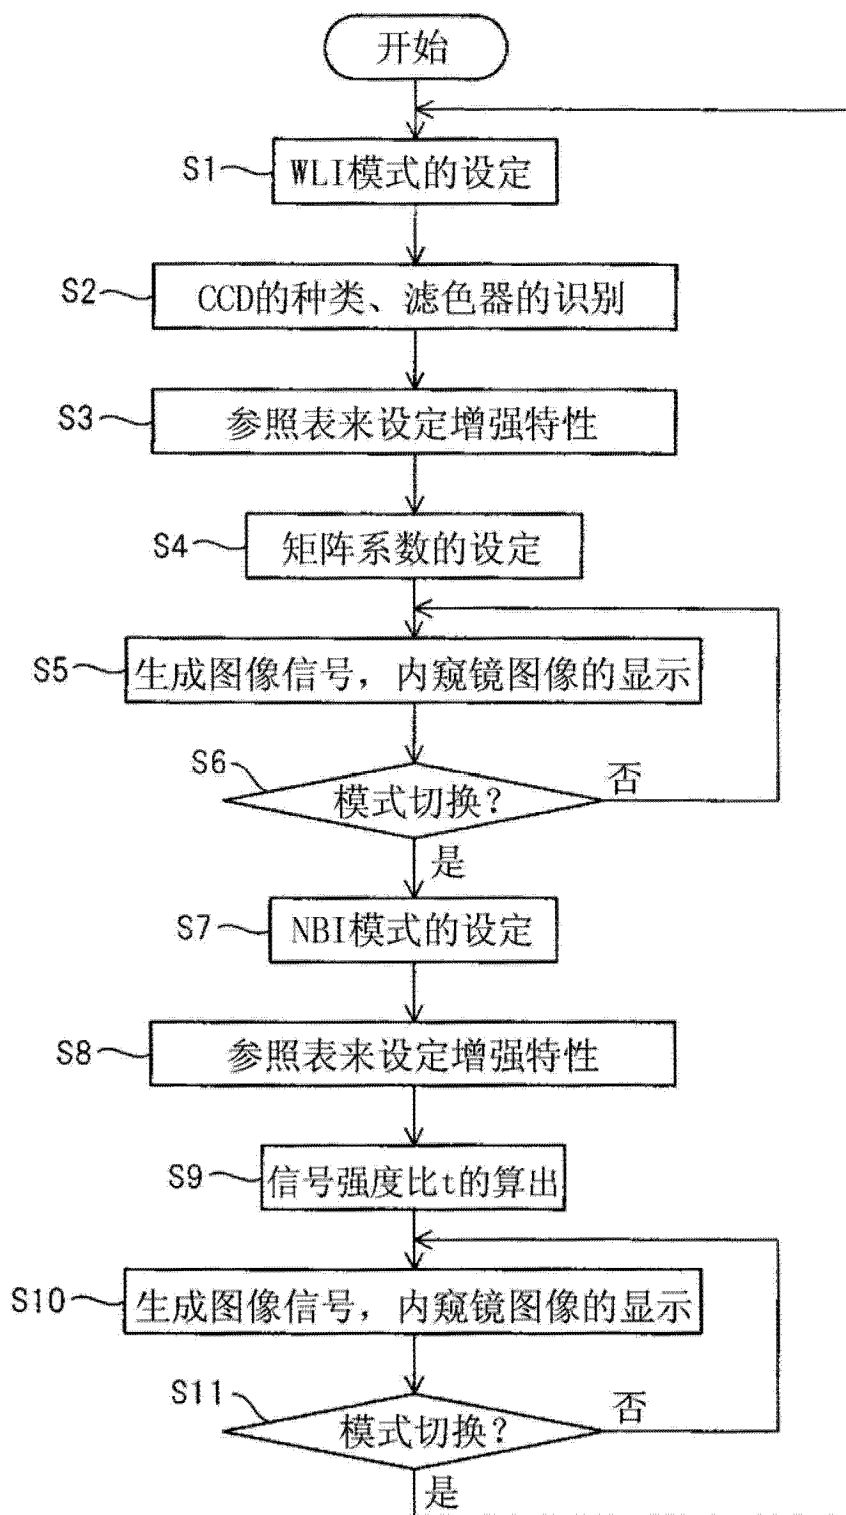 开始
S1 WLI模式的设定
S2 CCD的种类、滤色器的识别
S3 参照表来设定增强特性
S4 矩阵系数的设定
S5 生成图像信号，内窥镜图像的显示
S6 模式切换? 否
是
S7 NBI模式的设定
S8 参照表来设定增强特性
S9 信号强度比t的算出
S10 生成图像信号，内窥镜图像的显示
S11 模式切换? 否
是